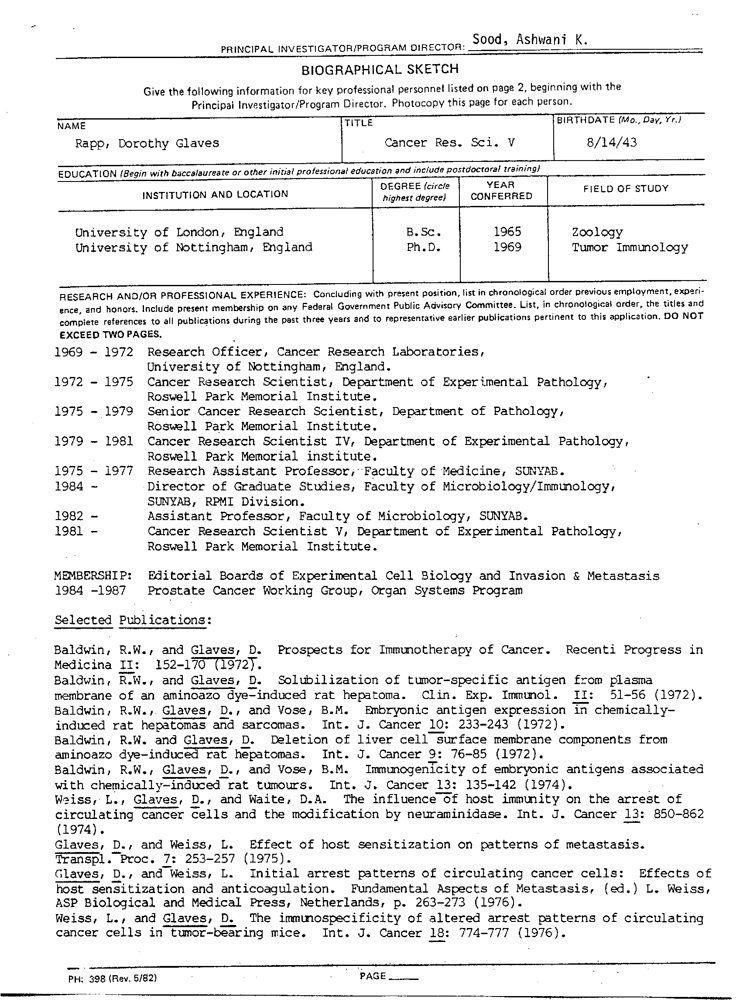 PRINCIPAL INVESTIGATOR/PROGRAM DIRECTOR: Sood, Ashwani K.
BIOGRAPHICAL SKETCH
Give the following information for key professional personnel listed on page 2, beginning with the
Principal Investigator/Program Director. Photocopy this page for each person.
NAME TITLE BIRTHDATE (Mo., Day, Yr.)
Rapp, Dorothy Glaves Cancer Res. Sci. V 8/14/43
EDUCATION (Begin with baccalaureate or other initial professional education and include postdoctoral training)
INSTITUTION AND LOCATION DEGREE (circle highest degree) YEAR CONFERRED FIELD OF STUDY
University of London, England B.Sc. 1965 Zoology
University of Nottingham, England Ph.D. 1969 Tumor Immunology
RESEARCH AND/OR PROFESSIONAL EXPERIENCE: Concluding with present position, list in chronological order previous employment, experi-
ence, and honors. Include present membership on any Federal Government Public Advisory Committee. List, in chronological order, the titles and
complete references to all publications during the past three years and to representative earlier publications pertinent to this application. DO NOT
EXCEED TWO PAGES.
1969 - 1972 Research Officer, Cancer Research Laboratories,
University of Nottingham, England.
1972 - 1975 Cancer Research Scientist, Department of Experimental Pathology,
Roswell Park Memorial Institute.
1975 - 1979 Senior Cancer Research Scientist, Department of Pathology,
Roswell Park Memorial Institute.
1979 - 1981 Cancer Research Scientist IV, Department of Experimental Pathology,
Roswell Park Memorial institute.
1975 - 1977 Research Assistant Professor, Faculty of Medicine, SUNYAB.
1984 - Director of Graduate Studies, Faculty of Microbiology/Immunology,
SUNYAB, RPMI Division.
1982 - Assistant Professor, Faculty of Microbiology, SUNYAB.
1981 - Cancer Research Scientist V, Department of Experimental Pathology,
Roswell Park Memorial Institute.
MEMBERSHIP: Editorial Boards of Experimental Cell Biology and Invasion & Metastasis
1984 -1987 Prostate Cancer Working Group, Organ Systems Program
Selected Publications:
Baldwin, R.W., and Glaves, D. Prospects for Immunotherapy of Cancer. Recenti Progress in
Medicina II: 152-170 (1972).
Baldwin, R.W., and Glaves, D. Solubilization of tumor-specific antigen from plasma
membrane of an aminoazo dye-induced rat hepatoma. Clin. Exp. Immunol. II: 51-56 (1972).
Baldwin, R.W., Glaves, D., and Vose, B.M. Embryonic antigen expression in chemically-
induced rat hepatomas and sarcomas. Int. J. Cancer 10: 233-243 (1972).
Baldwin, R.W. and Glaves, D. Deletion of liver cell surface membrane components from
aminoazo dye-induced rat hepatomas. Int. J. Cancer 9: 76-85 (1972).
Baldwin, R.W., Glaves, D., and Vose, B.M. Immunogenicity of embryonic antigens associated
with chemically-induced rat tumours. Int. J. Cancer 13: 135-142 (1974).
Weiss, L., Glaves, D., and Waite, D.A. The influence of host immunity on the arrest of
circulating cancer cells and the modification by neuraminidase. Int. J. Cancer 13: 850-862
(1974).
Glaves, D., and Weiss, L. Effect of host sensitization on patterns of metastasis.
Transpl. Proc. 7: 253-257 (1975).
Glaves, D., and Weiss, L. Initial arrest patterns of circulating cancer cells: Effects of
host sensitization and anticoagulation. Fundamental Aspects of Metastasis, (ed.) L. Weiss,
ASP Biological and Medical Press, Netherlands, p. 263-273 (1976).
Weiss, L., and Glaves, D. The immunospecificity of altered arrest patterns of circulating
cancer cells in tumor-bearing mice. Int. J. Cancer 18: 774-777 (1976).
PHS 398 (Rev. 5/82) PAGE